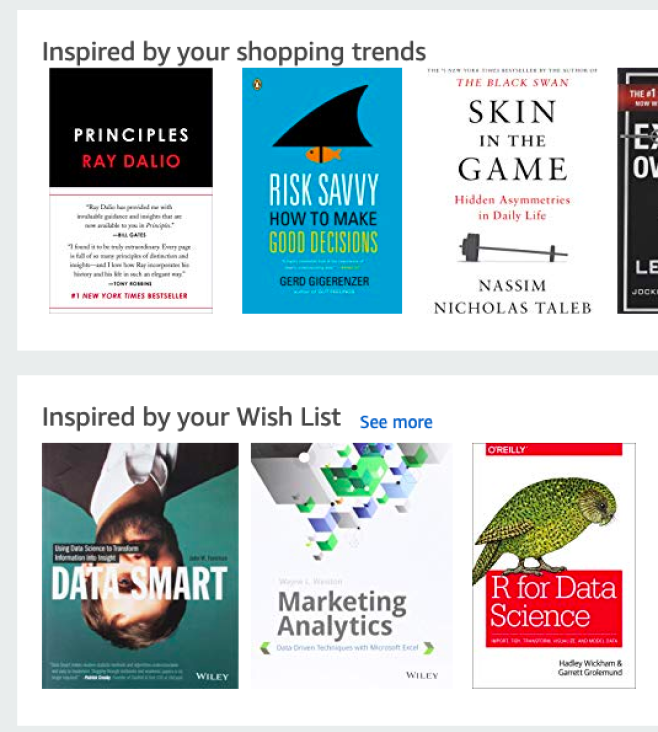 Inspired by your shopping trends
PRINCIPLES
RAY DALIO
"Ray Dalio has provided me with
invaluable guidance and insights that are
now available to you in Principles."
—BILL GATES
"I found it to be truly extraordinary. Every page
is full of so many principles of distinction and
insights—and I love how Ray incorporates his
history and his life in such an elegant way."
—TONY ROBBINS
#1 NEW YORK TIMES BESTSELLER
RISK SAVVY
HOW TO MAKE
GOOD DECISIONS
GERD GIGERENZER
THE #1 NEW YORK TIMES BESTSELLER BY THE AUTHOR OF
THE BLACK SWAN
SKIN
IN THE
GAME
Hidden Asymmetries
in Daily Life
NASSIM
NICHOLAS TALEB
THE #1
NOW W
EX
OW
LE
JOCK
Inspired by your Wish List See more
Using Data Science to Transform
Information into Insight
John W. Foreman
DATA SMART
WILEY
Wayne L. Winston
Marketing
Analytics
Data-Driven Techniques with Microsoft Excel
WILEY
O'REILLY
R for Data
Science
IMPORT, TIDY, TRANSFORM, VISUALIZE, AND MODEL DATA
Hadley Wickham &
Garrett Grolemund